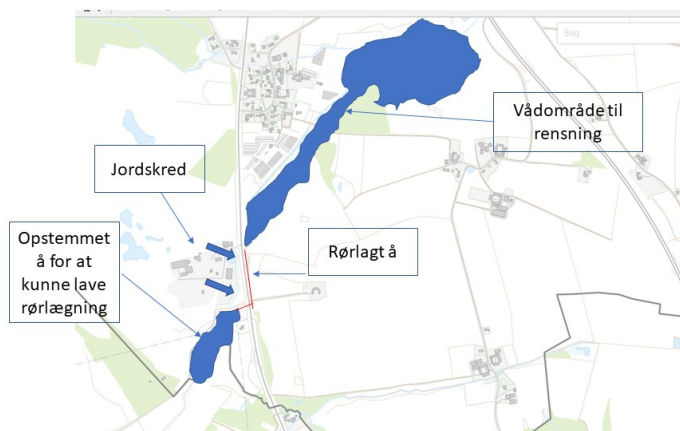 Søg
Vådområde til
rensning
Jordskred
Opstemmet
å for at
kunne lave
rørlægning
Rørlagt å